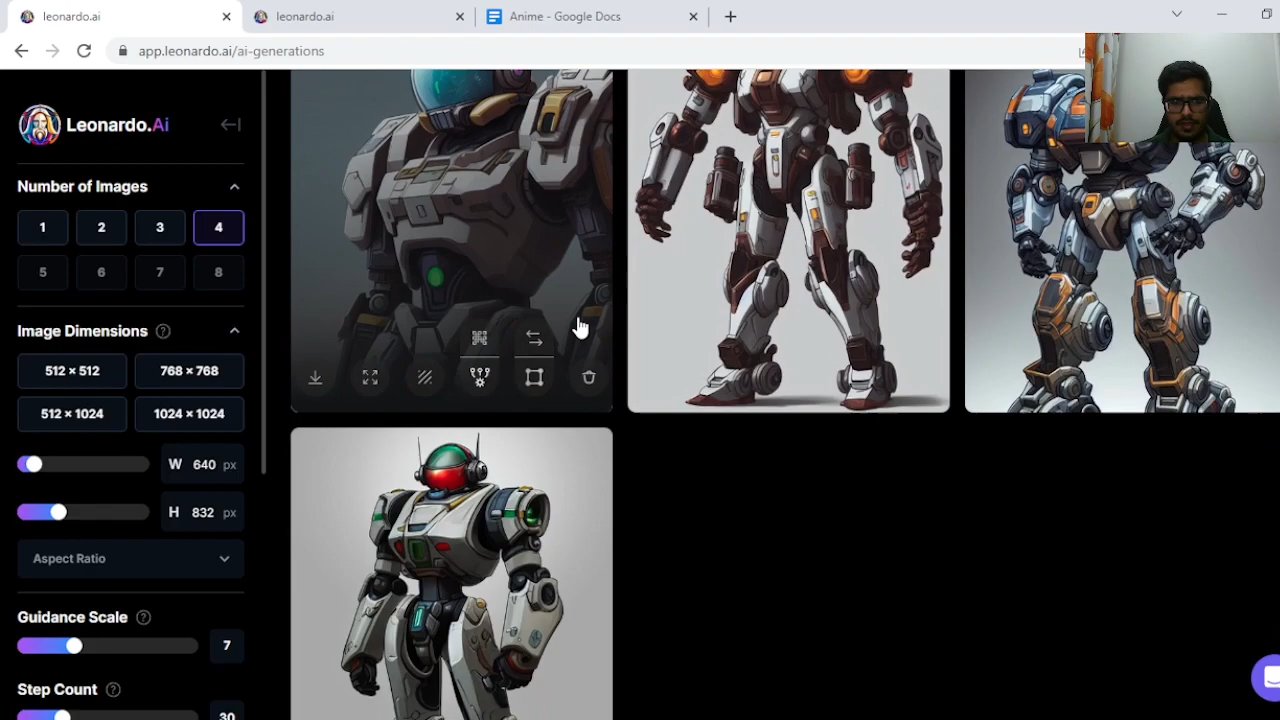 leonardo.ai
leonardo.ai
Anime - Google Docs
app.leonardo.ai/ai-generations
Leonardo.Ai
Number of Images
1 2 3 4
5 6 7 8
Image Dimensions
512 × 512 768 × 768
512 × 1024 1024 × 1024
W 640 px
H 832 px
Aspect Ratio
Guidance Scale
7
Step Count
30